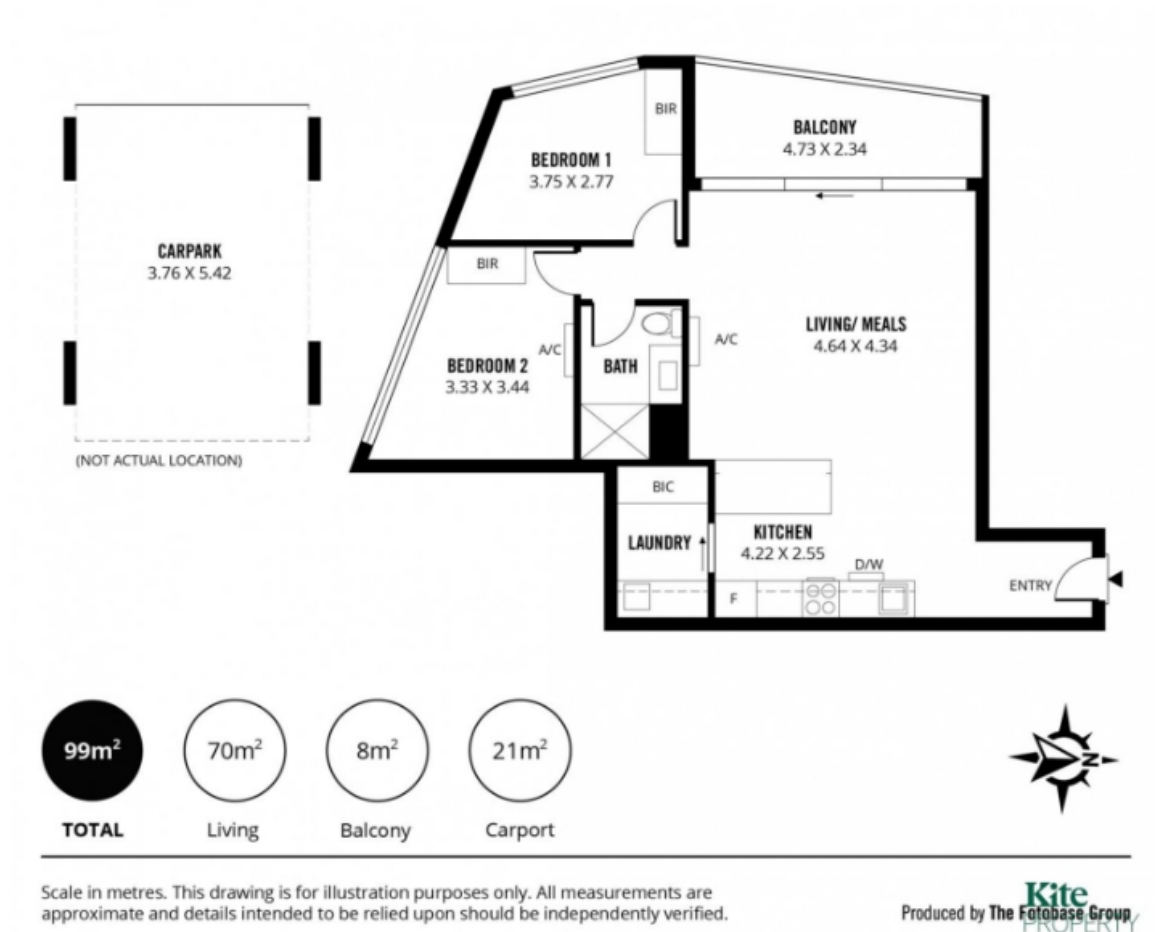 BIR
BEDROOM 1
3.75 X 2.77
BALCONY
4.73 X 2.34
CARPARK
3.76 X 5.42
(NOT ACTUAL LOCATION)
BIR
BEDROOM 2
3.33 X 3.44
A/C
BATH
A/C
LIVING/ MEALS
4.64 X 4.34
BIC
LAUNDRY
KITCHEN
4.22 X 2.55
D/W
F
ENTRY
99m²
TOTAL
70m²
Living
8m²
Balcony
21m²
Carport
N
Scale in metres. This drawing is for illustration purposes only. All measurements are
approximate and details intended to be relied upon should be independently verified.
Produced by The Fotobase Group
Kite
PROPERTY